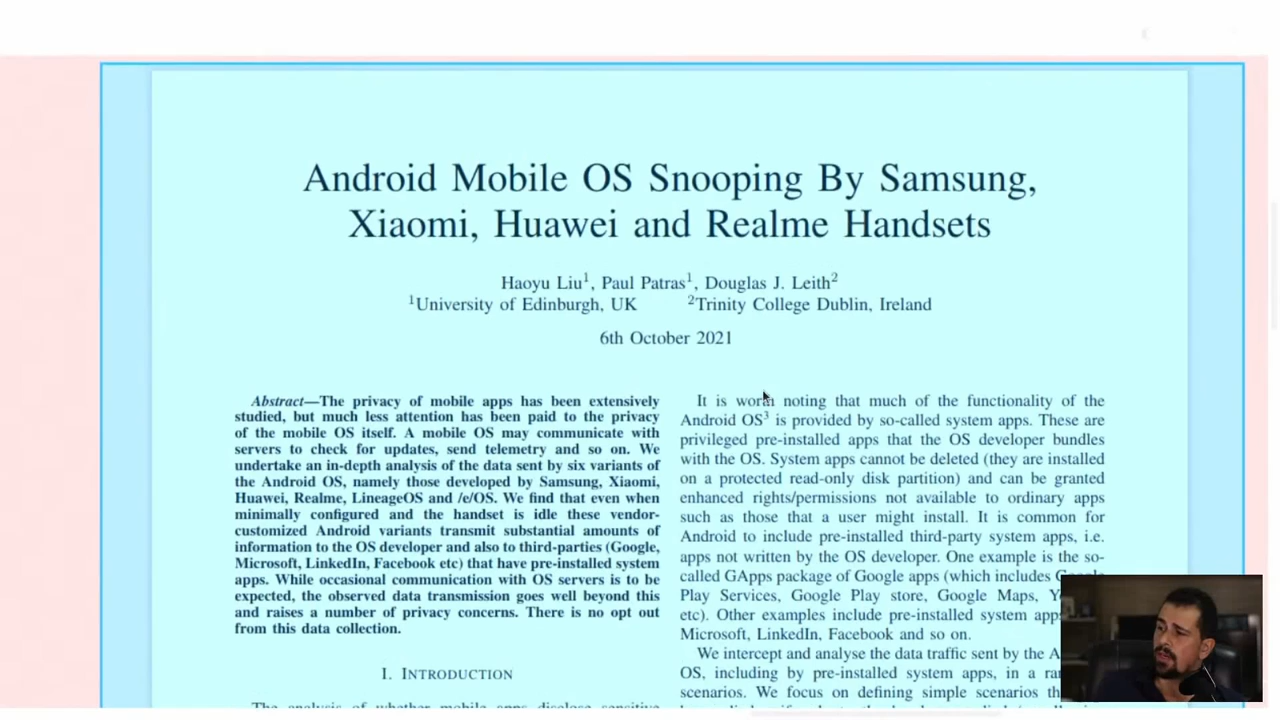 Android Mobile OS Snooping By Samsung,
Xiaomi, Huawei and Realme Handsets
Haoyu Liu1, Paul Patras1, Douglas J. Leith2
1University of Edinburgh, UK 2Trinity College Dublin, Ireland
6th October 2021
Abstract—The privacy of mobile apps has been extensively
studied, but much less attention has been paid to the privacy
of the mobile OS itself. A mobile OS may communicate with
servers to check for updates, send telemetry and so on. We
undertake an in-depth analysis of the data sent by six variants of
the Android OS, namely those developed by Samsung, Xiaomi,
Huawei, Realme, LineageOS and /e/OS. We find that even when
minimally configured and the handset is idle these vendor-
customized Android variants transmit substantial amounts of
information to the OS developer and also to third-parties (Google,
Microsoft, LinkedIn, Facebook etc) that have pre-installed system
apps. While occasional communication with OS servers is to be
expected, the observed data transmission goes well beyond this
and raises a number of privacy concerns. There is no opt out
from this data collection.
I. INTRODUCTION
The analysis of whether mobile apps disclose sensitive
It is worth noting that much of the functionality of the
Android OS3 is provided by so-called system apps. These are
privileged pre-installed apps that the OS developer bundles
with the OS. System apps cannot be deleted (they are installed
on a protected read-only disk partition) and can be granted
enhanced rights/permissions not available to ordinary apps
such as those that a user might install. It is common for
Android to include pre-installed third-party system apps, i.e.
apps not written by the OS developer. One example is the so-
called GApps package of Google apps (which includes Google
Play Services, Google Play store, Google Maps,
etc). Other examples include pre-installed system
Microsoft, LinkedIn, Facebook and so on.
We intercept and analyse the data traffic sent by the
OS, including by pre-installed system apps, in a
scenarios. We focus on defining simple scenarios